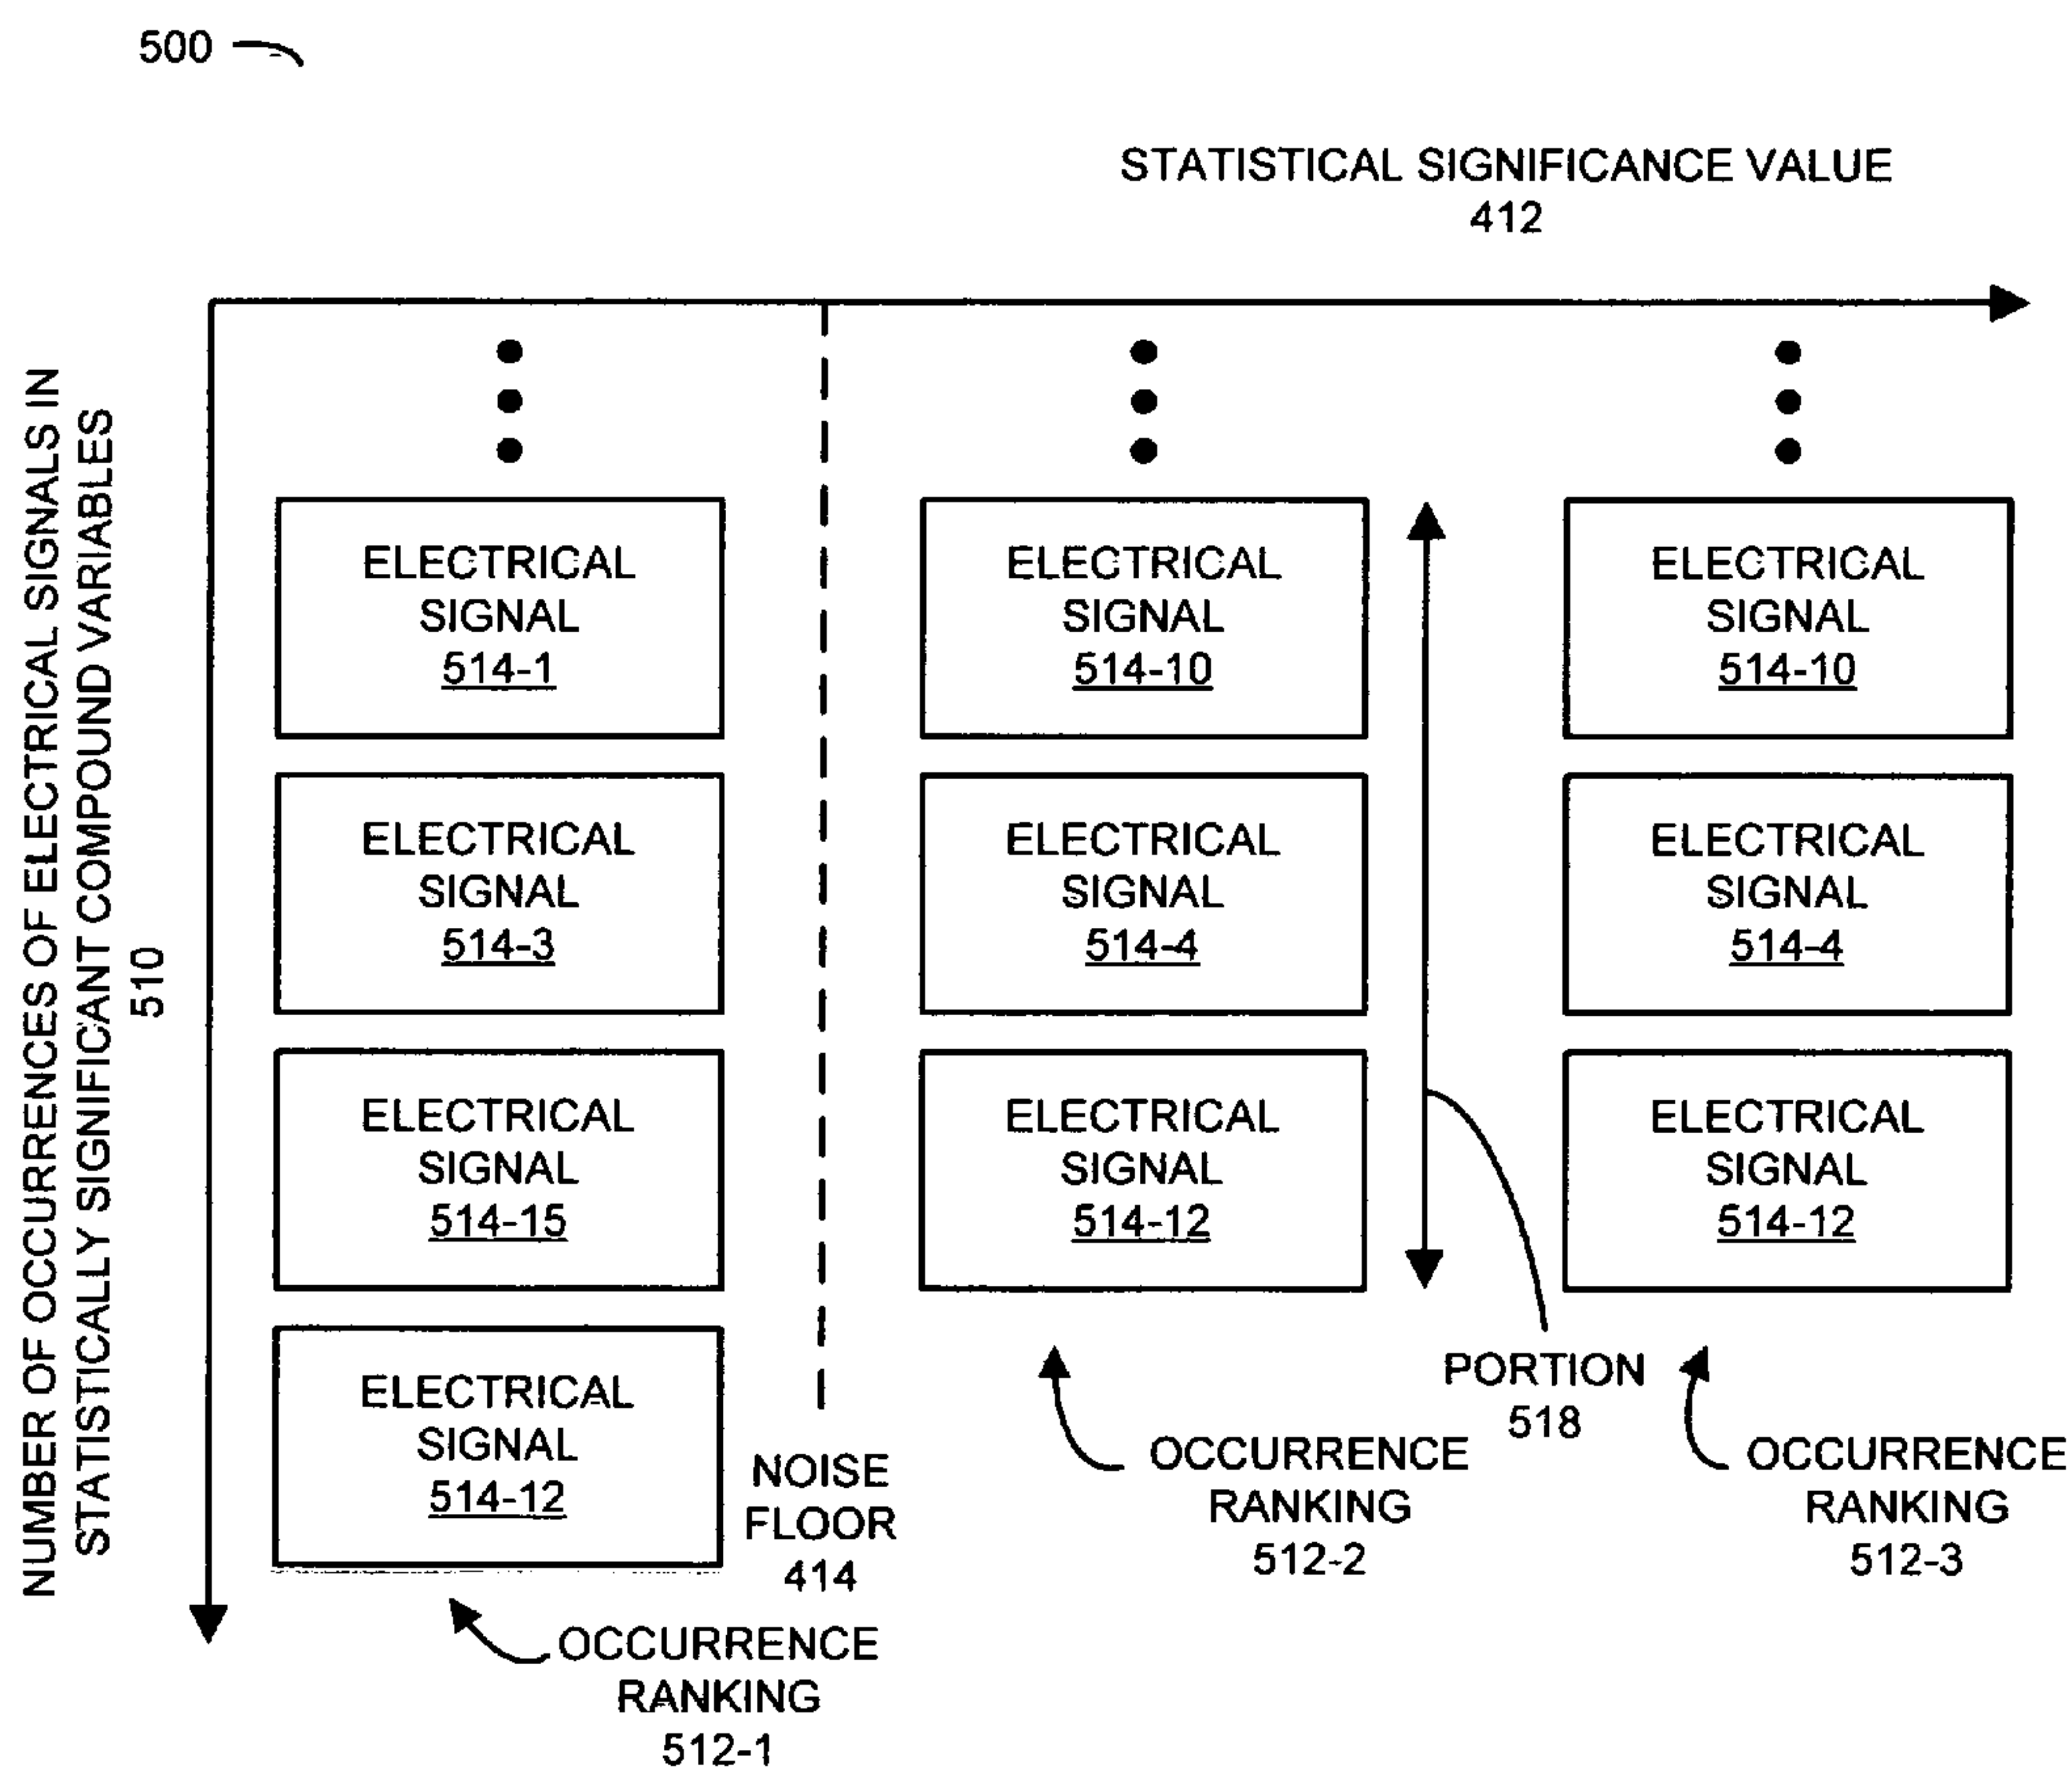 500
STATISTICAL SIGNIFICANCE VALUE
412
NUMBER OF OCCURRENCES OF ELECTRICAL SIGNALS IN
STATISTICALLY SIGNIFICANT COMPOUND VARIABLES
510
ELECTRICAL
SIGNAL
514-1
ELECTRICAL
SIGNAL
514-10
ELECTRICAL
SIGNAL
514-10
ELECTRICAL
SIGNAL
514-3
ELECTRICAL
SIGNAL
514-4
ELECTRICAL
SIGNAL
514-4
ELECTRICAL
SIGNAL
514-15
ELECTRICAL
SIGNAL
514-12
ELECTRICAL
SIGNAL
514-12
ELECTRICAL
SIGNAL
514-12
NOISE
FLOOR
414
PORTION
518
OCCURRENCE
RANKING
512-2
OCCURRENCE
RANKING
512-3
OCCURRENCE
RANKING
512-1